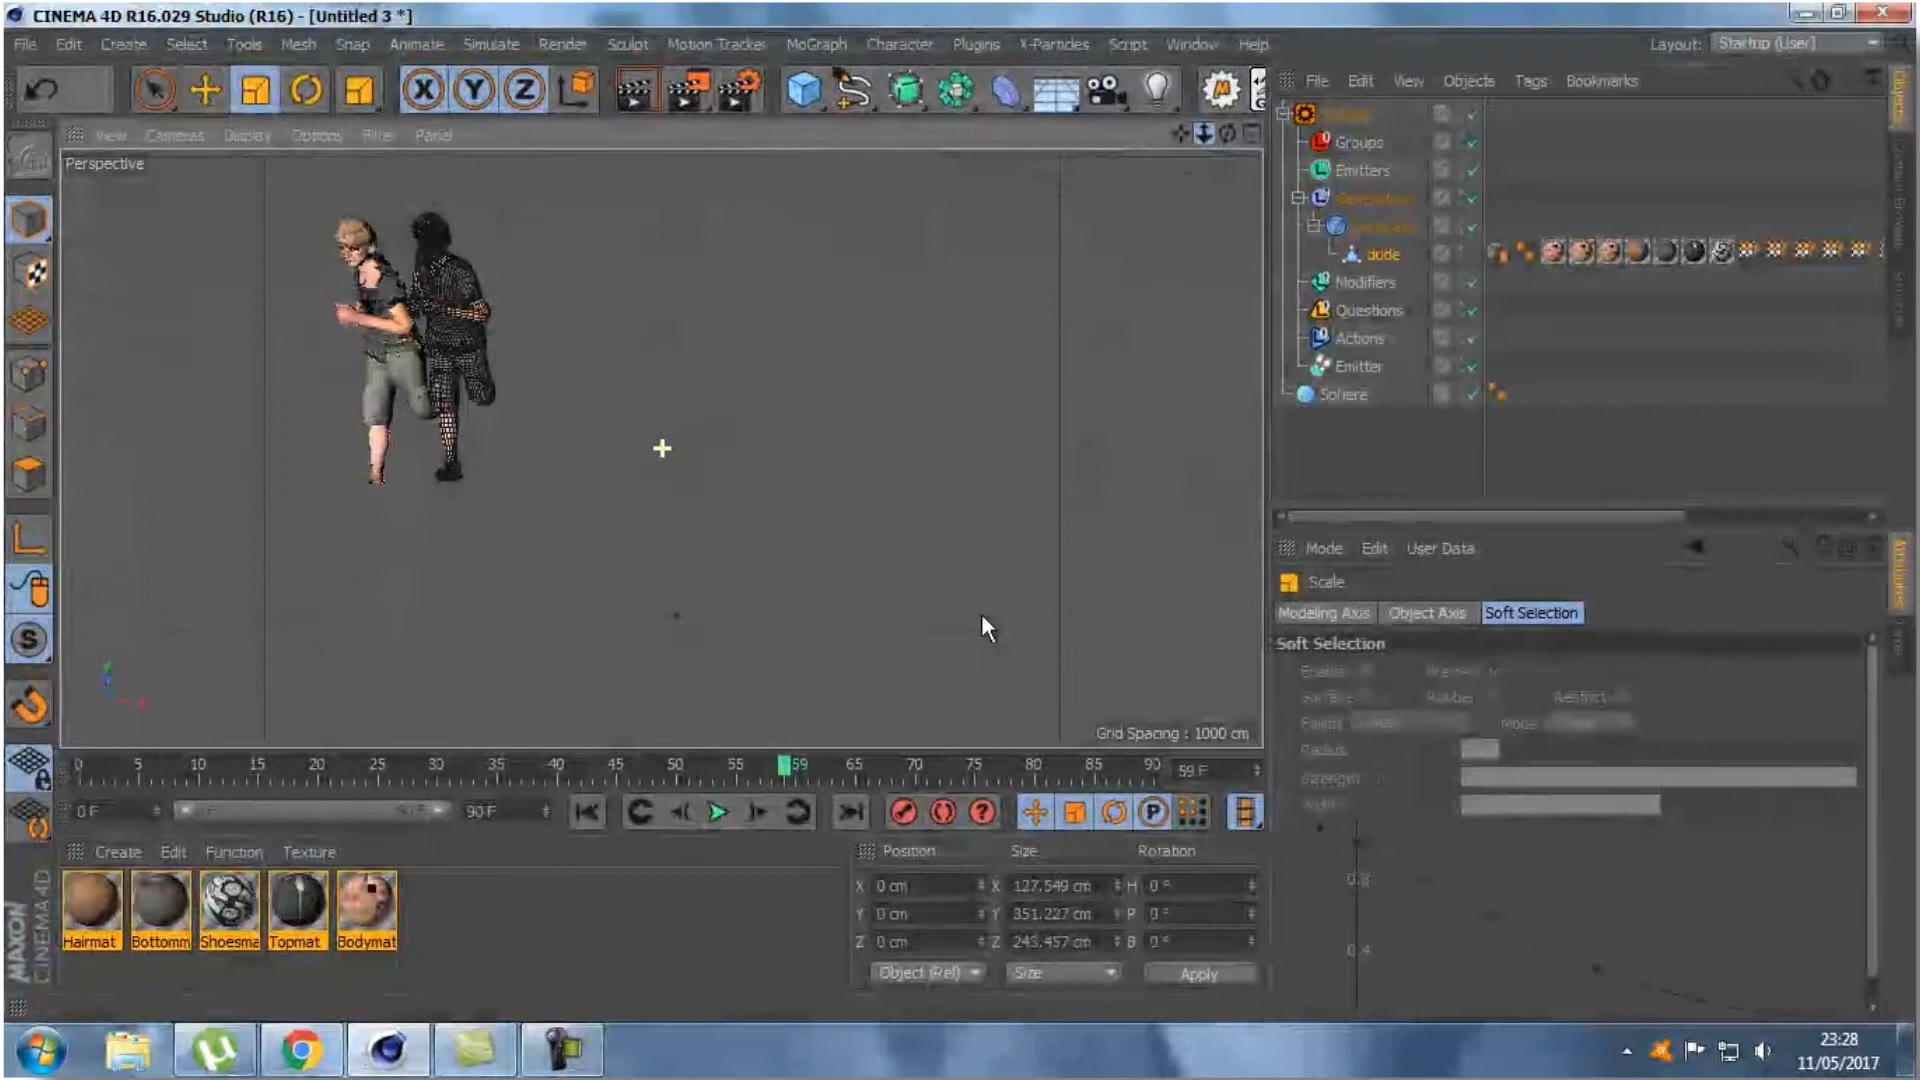 CINEMA 4D R16.029 Studio (R16) - [Untitled 3 *]
File Edit Create Select Tools Mesh Snap Animate Simulate Render Sculpt Motion Tracker MoGraph Character Plugins X-Particles Script Window Help
Layout: Startup (User)
X Y Z
File Edit View Objects Tags Bookmarks
View Cameras Display Options Filter Panel
Perspective
Groups
Emitters
dude
Modifiers
Questions
Actions
Emitter
Sphere
Grid Spacing : 1000 cm
Mode Edit User Data
Scale
Modeling Axis Object Axis Soft Selection
Soft Selection
Restrict
Mode
Radius
Strength
0.8
0.4
0 5 10 15 20 25 30 35 40 45 50 55 59 65 70 75 80 85 90 59 F
0 F 90 F
Create Edit Function Texture
Hairmat Bottomm Shoesma Topmat Bodymat
Position Size Rotation
X 0 cm X 127.549 cm H 0 °
Y 0 cm Y 351.227 cm P 0 °
Z 0 cm Z 243.457 cm B 0 °
Object (Rel) Size Apply
MAXON
CINEMA 4D
23:28
11/05/2017